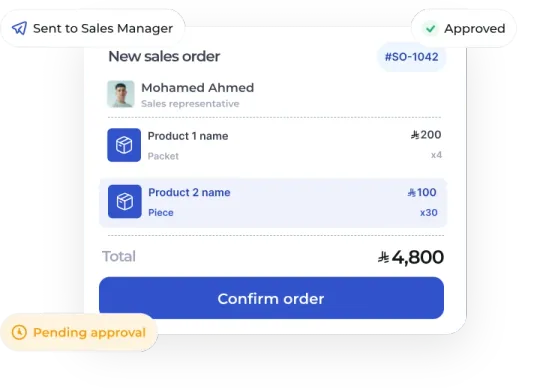 Sent to Sales Manager
Approved
New sales order
#SO-1042
Mohamed Ahmed
Sales representative
Product 1 name
⃁200
Packet
x4
Product 2 name
⃁100
Piece
x30
Total
⃁4,800
Confirm order
Pending approval